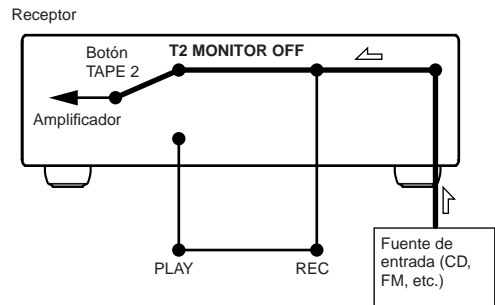 Receptor
Botón
TAPE 2
T2 MONITOR OFF
Amplificador
PLAY
REC
Fuente de
entrada (CD,
FM, etc.)